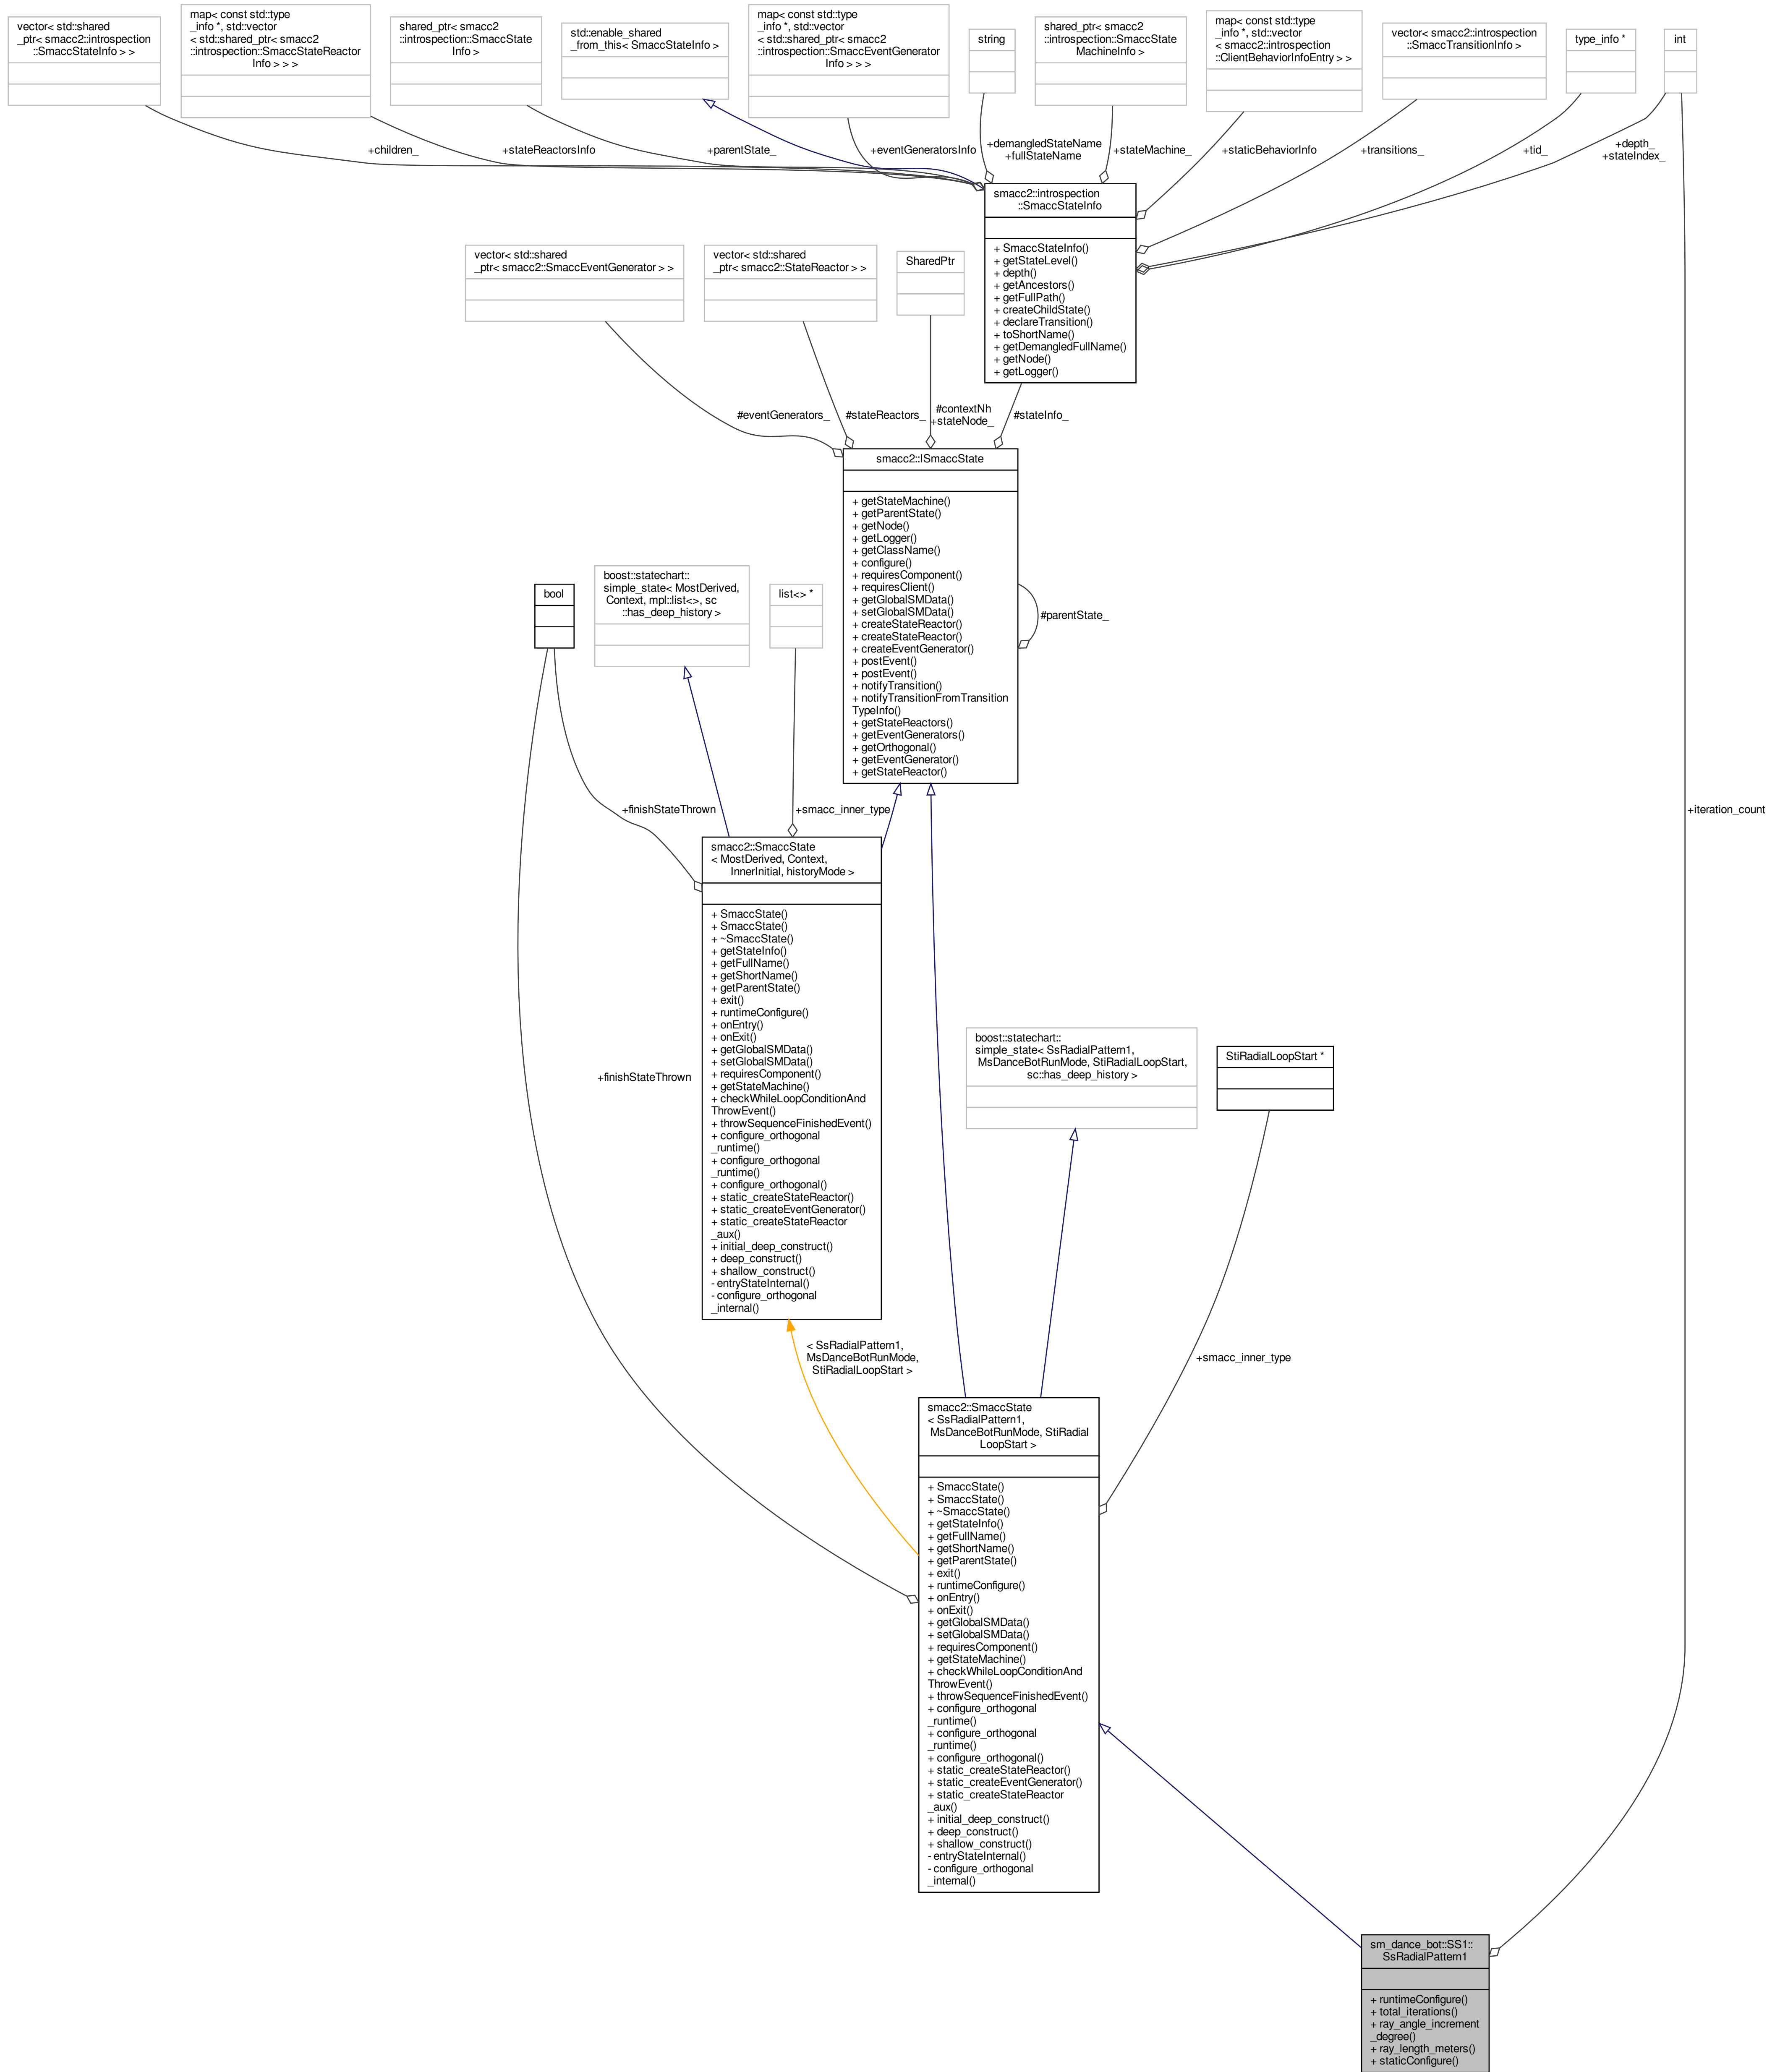 vector< std::shared
_ptr< smacc2::introspection
::SmaccStateInfo > >
map< const std::type
_info *, std::vector
< std::shared_ptr< smacc2
::introspection::SmaccStateReactor
Info > > >
shared_ptr< smacc2
::introspection::SmaccState
Info >
std::enable_shared
_from_this< SmaccStateInfo >
map< const std::type
_info *, std::vector
< std::shared_ptr< smacc2
::introspection::SmaccEventGenerator
Info > > >
string
shared_ptr< smacc2
::introspection::SmaccState
MachineInfo >
map< const std::type
_info *, std::vector
< smacc2::introspection
::ClientBehaviorInfoEntry > >
vector< smacc2::introspection
::SmaccTransitionInfo >
type_info *
int
+children_
+stateReactorsInfo
+parentState_
+eventGeneratorsInfo
+demangledStateName
+fullStateName
+stateMachine_
+staticBehaviorInfo
+transitions_
+tid_
+depth_
+stateIndex_
smacc2::introspection
::SmaccStateInfo
+ SmaccStateInfo()
+ getStateLevel()
+ depth()
+ getAncestors()
+ getFullPath()
+ createChildState()
+ declareTransition()
+ toShortName()
+ getDemangledFullName()
+ getNode()
+ getLogger()
vector< std::shared
_ptr< smacc2::SmaccEventGenerator > >
vector< std::shared
_ptr< smacc2::StateReactor > >
SharedPtr
#eventGenerators_
#stateReactors_
#contextNh
+stateNode_
#stateInfo_
smacc2::ISmaccState
+ getStateMachine()
+ getParentState()
+ getNode()
+ getLogger()
+ getClassName()
+ configure()
+ requiresComponent()
+ requiresClient()
+ getGlobalSMData()
+ setGlobalSMData()
+ createStateReactor()
+ createStateReactor()
+ createEventGenerator()
+ postEvent()
+ postEvent()
+ notifyTransition()
+ notifyTransitionFromTransition
TypeInfo()
+ getStateReactors()
+ getEventGenerators()
+ getOrthogonal()
+ getEventGenerator()
+ getStateReactor()
#parentState_
bool
boost::statechart::
simple_state< MostDerived,
Context, mpl::list<>, sc
::has_deep_history >
list<> *
+finishStateThrown
+smacc_inner_type
+iteration_count
smacc2::SmaccState
< MostDerived, Context,
InnerInitial, historyMode >
+ SmaccState()
+ SmaccState()
+ ~SmaccState()
+ getStateInfo()
+ getFullName()
+ getShortName()
+ getParentState()
+ exit()
+ runtimeConfigure()
+ onEntry()
+ onExit()
+ getGlobalSMData()
+ setGlobalSMData()
+ requiresComponent()
+ getStateMachine()
+ checkWhileLoopConditionAnd
ThrowEvent()
+ throwSequenceFinishedEvent()
+ configure_orthogonal
_runtime()
+ configure_orthogonal
_runtime()
+ configure_orthogonal()
+ static_createStateReactor()
+ static_createEventGenerator()
+ static_createStateReactor
_aux()
+ initial_deep_construct()
+ deep_construct()
+ shallow_construct()
- entryStateInternal()
- configure_orthogonal
_internal()
+finishStateThrown
boost::statechart::
simple_state< SsRadialPattern1,
MsDanceBotRunMode, StiRadialLoopStart,
sc::has_deep_history >
StiRadialLoopStart *
< SsRadialPattern1,
MsDanceBotRunMode,
StiRadialLoopStart >
+smacc_inner_type
smacc2::SmaccState
< SsRadialPattern1,
MsDanceBotRunMode, StiRadial
LoopStart >
+ SmaccState()
+ SmaccState()
+ ~SmaccState()
+ getStateInfo()
+ getFullName()
+ getShortName()
+ getParentState()
+ exit()
+ runtimeConfigure()
+ onEntry()
+ onExit()
+ getGlobalSMData()
+ setGlobalSMData()
+ requiresComponent()
+ getStateMachine()
+ checkWhileLoopConditionAnd
ThrowEvent()
+ throwSequenceFinishedEvent()
+ configure_orthogonal
_runtime()
+ configure_orthogonal
_runtime()
+ configure_orthogonal()
+ static_createStateReactor()
+ static_createEventGenerator()
+ static_createStateReactor
_aux()
+ initial_deep_construct()
+ deep_construct()
+ shallow_construct()
- entryStateInternal()
- configure_orthogonal
_internal()
sm_dance_bot::SS1::
SsRadialPattern1
+ runtimeConfigure()
+ total_iterations()
+ ray_angle_increment
_degree()
+ ray_length_meters()
+ staticConfigure()